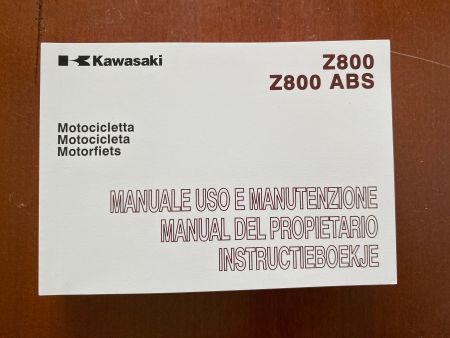 Kawasaki
Z800
Z800 ABS
Motocicletta
Motocicleta
Motorfiets
MANUALE USO E MANUTENZIONE
MANUAL DEL PROPIETARIO
INSTRUCTIEBOEKJE